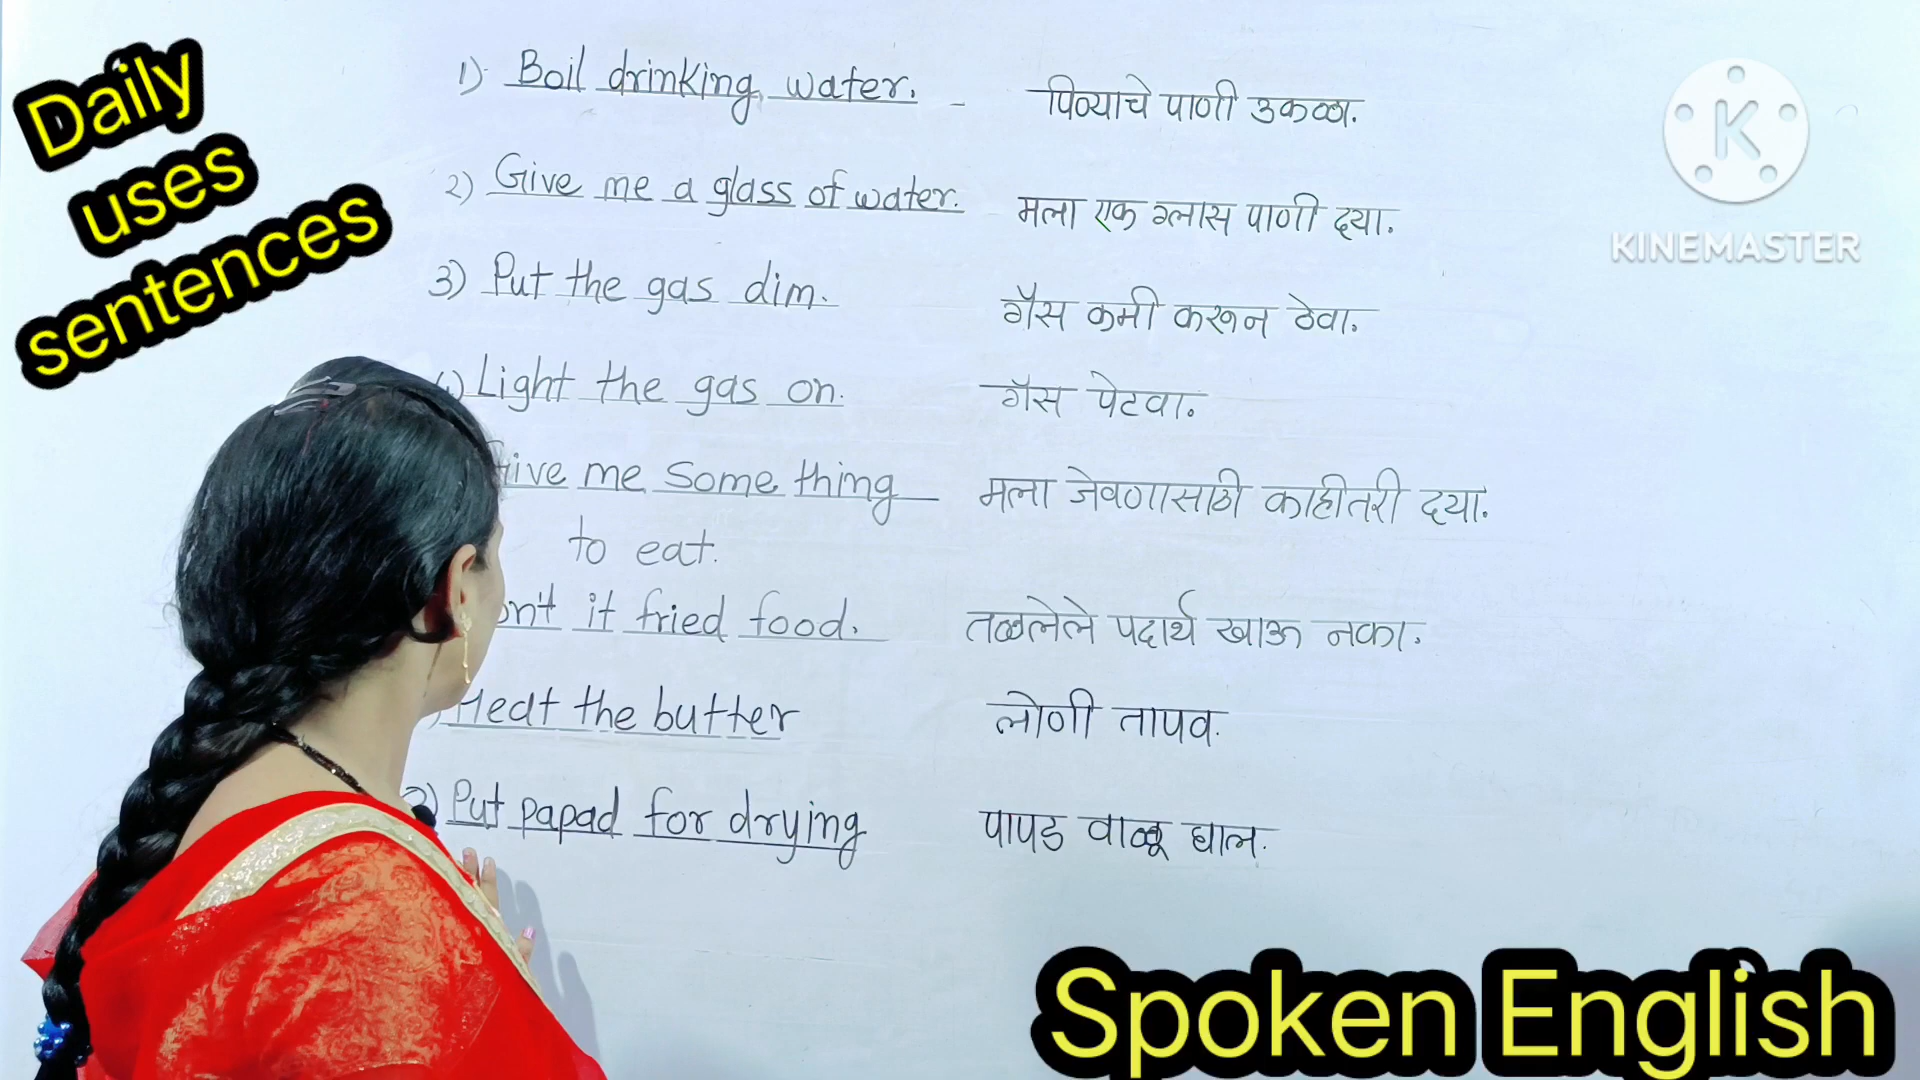 Daily
uses
sentences
1) Boil drinking water. - पिण्याचे पाणी उकळा.
2) Give me a glass of water. मला एक ग्लास पाणी दया.
3) Put the gas dim. गॅस कमी करून ठेवा.
Light the gas on. गॅस पेटवा.
me Some thing मला जेवणासाठी काहीतरी दया.
to eat.
it fried food. तळलेले पदार्थ खाऊ नका.
Heat the butter लोणी तापव.
Put papad for drying पापड वाळू घाल.
K
KINEMASTER
Spoken English